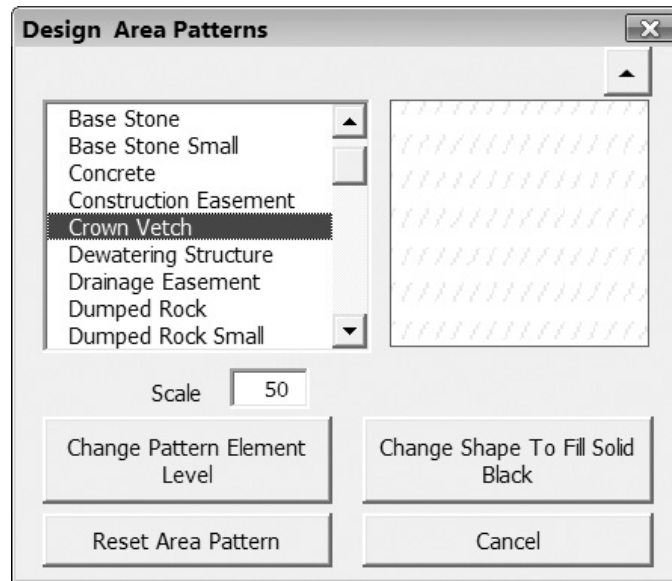 Design Area Patterns
Base Stone
Base Stone Small
Concrete
Construction Easement
Crown Vetch
Dewatering Structure
Drainage Easement
Dumped Rock
Dumped Rock Small
Scale 50
Change Pattern Element
Level
Change Shape To Fill Solid
Black
Reset Area Pattern
Cancel